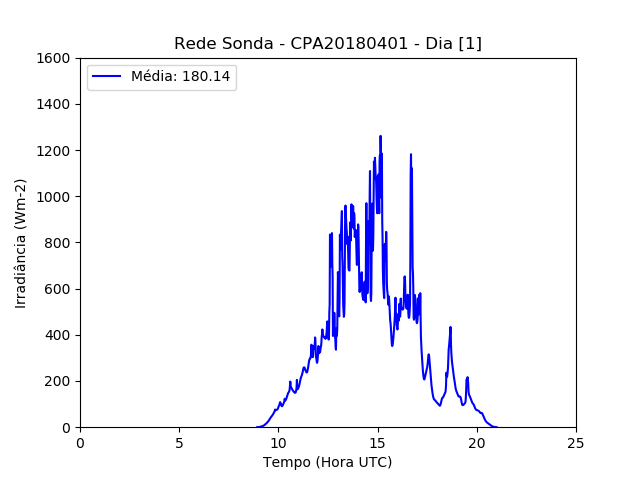 Rede Sonda - CPA20180401 - Dia [1]
Média: 180.14
1600
1400
1200
1000
800
600
400
200
0
Irradiância (Wm-2)
0 5 10 15 20 25
Tempo (Hora UTC)